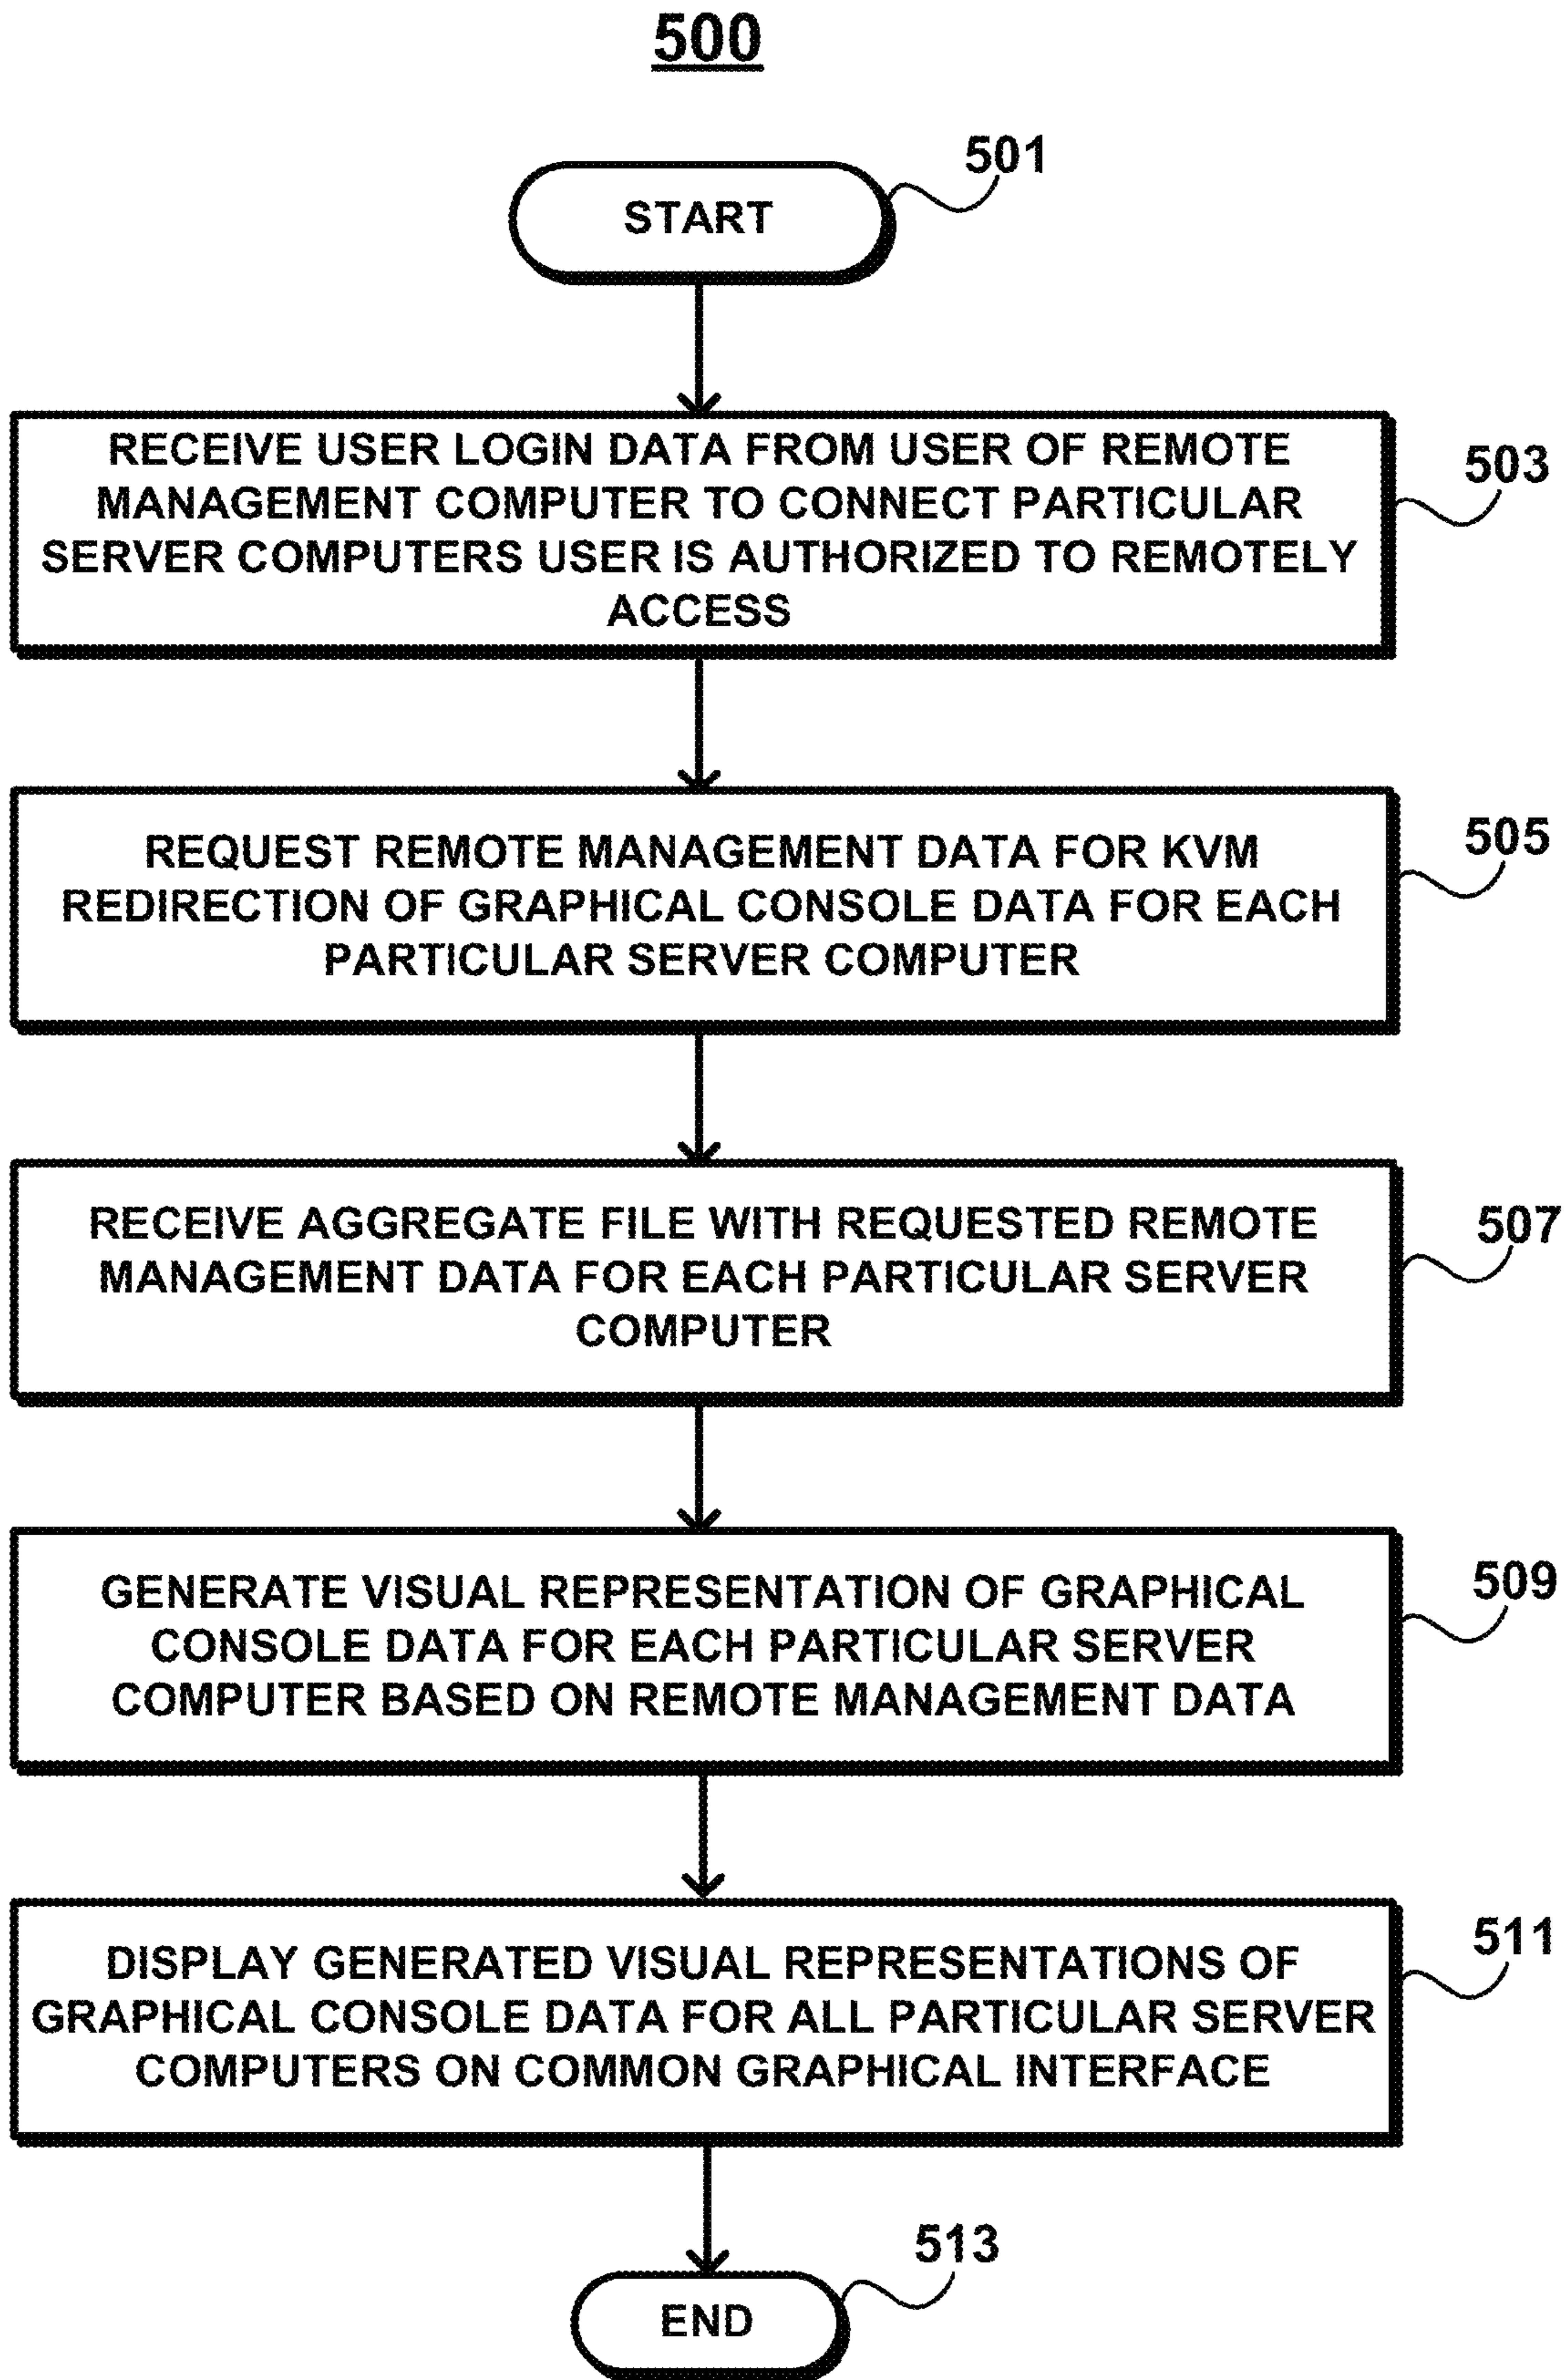 500
501
START
RECEIVE USER LOGIN DATA FROM USER OF REMOTE
MANAGEMENT COMPUTER TO CONNECT PARTICULAR
SERVER COMPUTERS USER IS AUTHORIZED TO REMOTELY
ACCESS
503
REQUEST REMOTE MANAGEMENT DATA FOR KVM
REDIRECTION OF GRAPHICAL CONSOLE DATA FOR EACH
PARTICULAR SERVER COMPUTER
505
RECEIVE AGGREGATE FILE WITH REQUESTED REMOTE
MANAGEMENT DATA FOR EACH PARTICULAR SERVER
COMPUTER
507
GENERATE VISUAL REPRESENTATION OF GRAPHICAL
CONSOLE DATA FOR EACH PARTICULAR SERVER
COMPUTER BASED ON REMOTE MANAGEMENT DATA
509
DISPLAY GENERATED VISUAL REPRESENTATIONS OF
GRAPHICAL CONSOLE DATA FOR ALL PARTICULAR SERVER
COMPUTERS ON COMMON GRAPHICAL INTERFACE
511
513
END